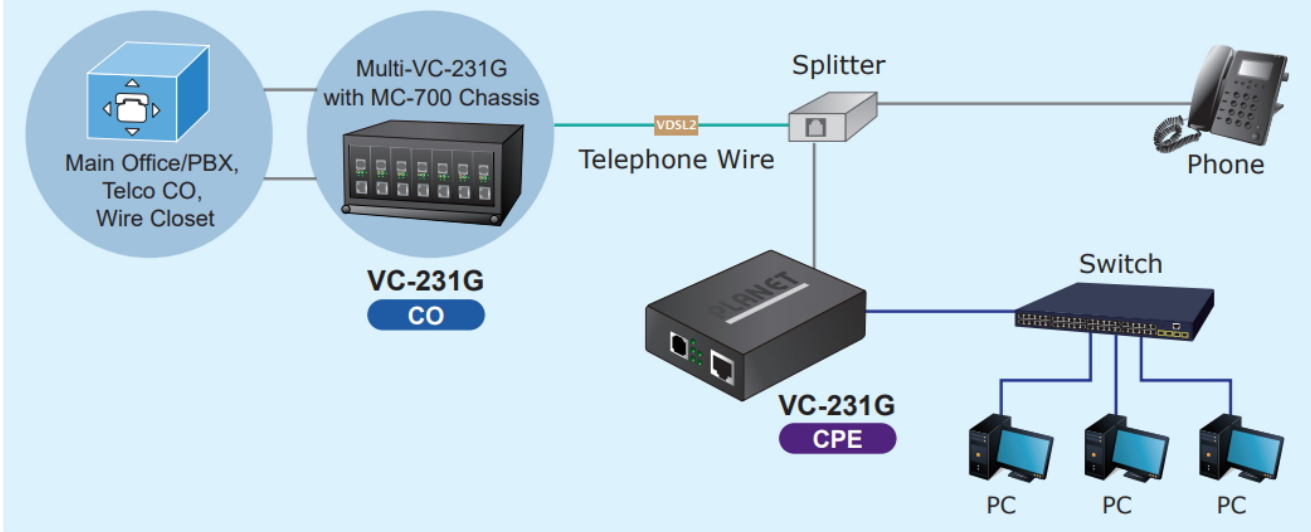 Main Office/PBX,
Telco CO,
Wire Closet
Multi-VC-231G
with MC-700 Chassis
VC-231G
CO
VDSL2
Telephone Wire
Splitter
Phone
PLANET
VC-231G
CPE
Switch
PC
PC
PC